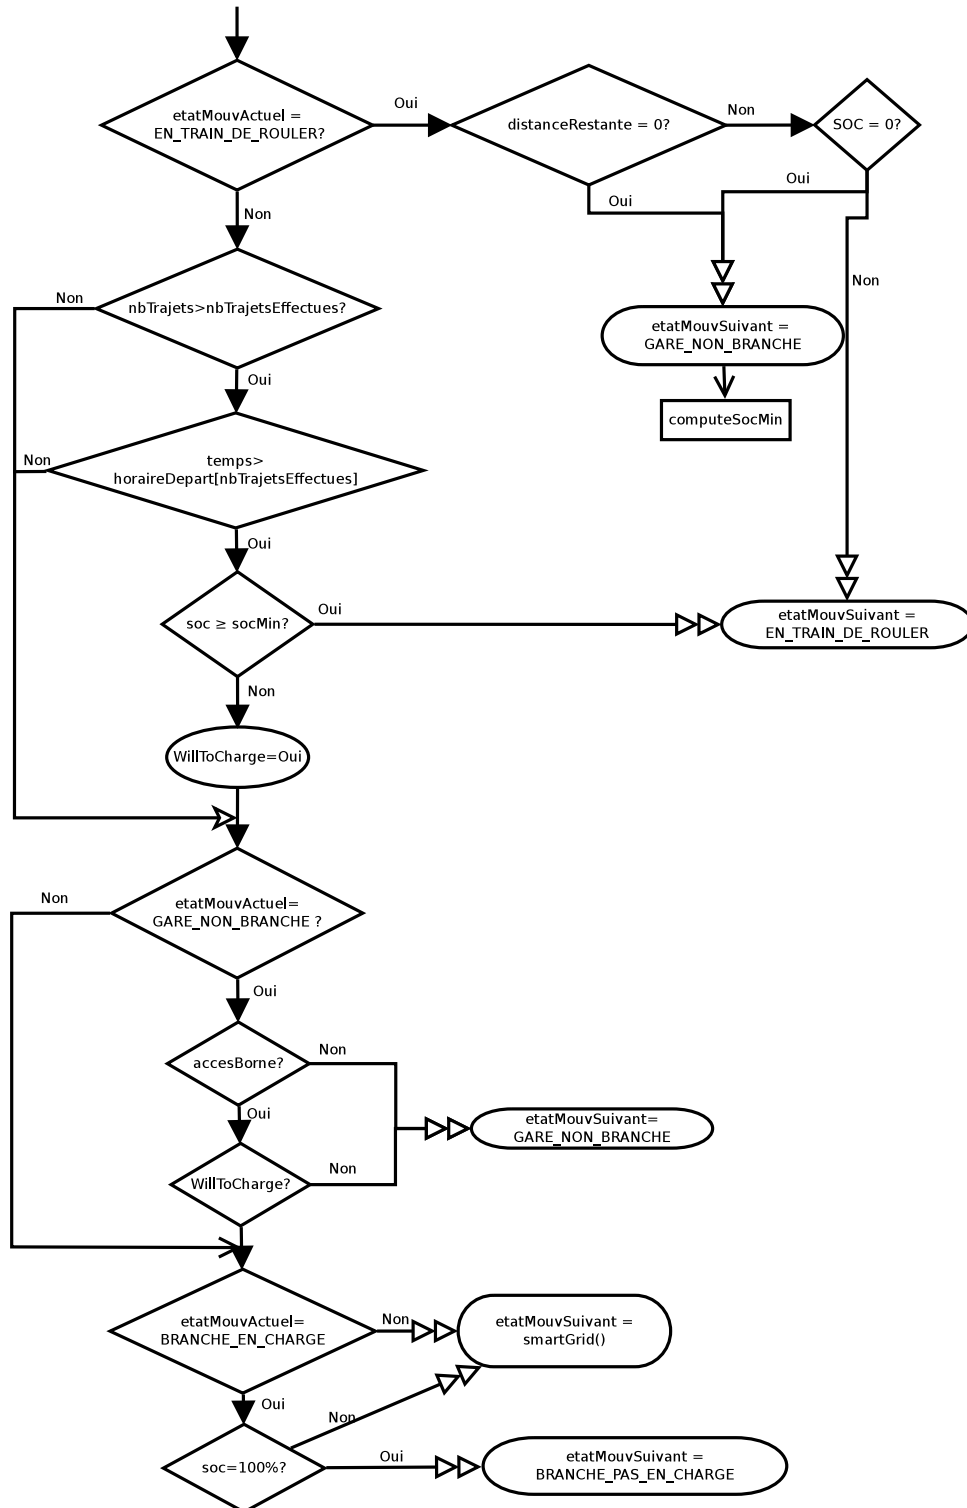 etatMouvActuel =
EN_TRAIN_DE_ROULER?
Oui
distanceRestante = 0?
Non
SOC = 0?
Oui
Oui
Non
Non
nbTrajets>nbTrajetsEffectues?
Non
Oui
etatMouvSuivant =
GARE_NON_BRANCHE
computeSocMin
temps>
horaireDepart[nbTrajetsEffectues]
Non
Oui
soc ≥ socMin?
Oui
etatMouvSuivant =
EN_TRAIN_DE_ROULER
Non
WillToCharge=Oui
etatMouvActuel=
GARE_NON_BRANCHE ?
Non
Oui
accesBorne?
Non
Oui
etatMouvSuivant=
GARE_NON_BRANCHE
WillToCharge?
Non
etatMouvActuel=
BRANCHE_EN_CHARGE
Non
etatMouvSuivant =
smartGrid()
Oui
Non
soc=100%?
Oui
etatMouvSuivant =
BRANCHE_PAS_EN_CHARGE